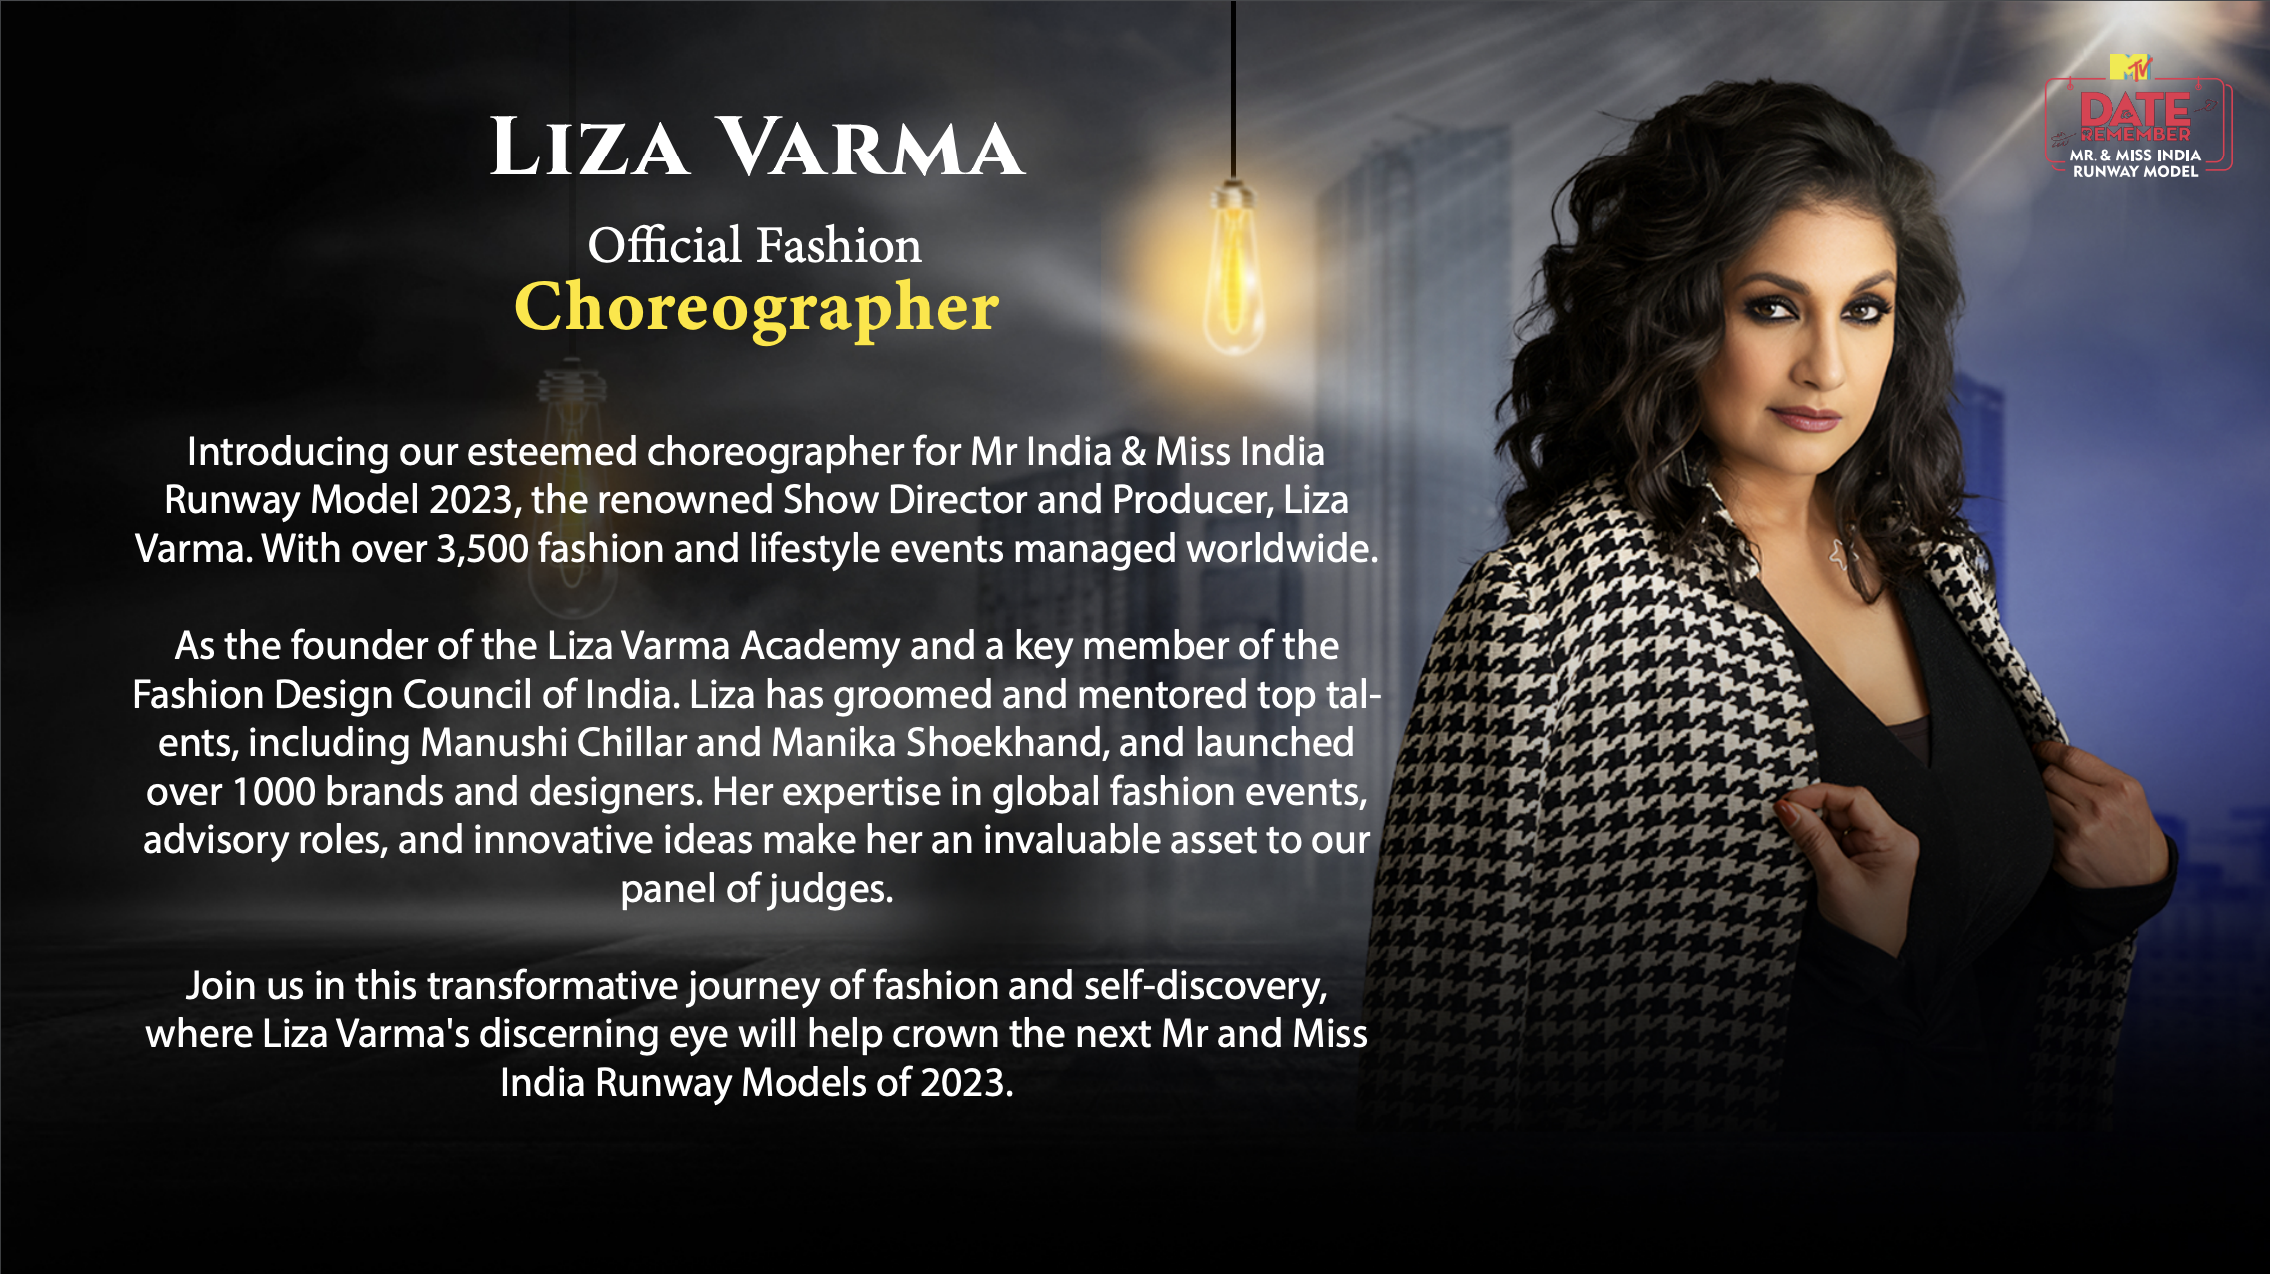 LIZA VARMA
Official Fashion
Choreographer
MTV
DATE
TO
REMEMBER
MR. & MISS INDIA
RUNWAY MODEL
Introducing our esteemed choreographer for Mr India & Miss India
Runway Model 2023, the renowned Show Director and Producer, Liza
Varma. With over 3,500 fashion and lifestyle events managed worldwide.
As the founder of the Liza Varma Academy and a key member of the
Fashion Design Council of India. Liza has groomed and mentored top tal-
ents, including Manushi Chillar and Manika Shoekhand, and launched
over 1000 brands and designers. Her expertise in global fashion events,
advisory roles, and innovative ideas make her an invaluable asset to our
panel of judges.
Join us in this transformative journey of fashion and self-discovery,
where Liza Varma's discerning eye will help crown the next Mr and Miss
India Runway Models of 2023.